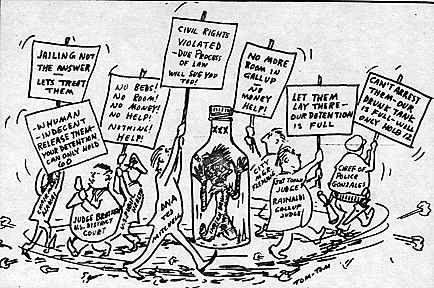 JAILING NOT
THE ANSWER
LETS TREAT
THEM
INHUMAN
INDECENT
RELEASE THEM-
YOUR DETENTION
CAN ONLY HOLD
60
NO BEDS!
NO ROOM!
NO MONEY!
NO HELP!
NOTHING!
HELP!
CIVIL RIGHTS
VIOLATED
-DUE PROCESS
OF LAW
WILL SUE YOU
TOO!
NO MORE
ROOM IN
GALLUP
NO
MONEY
HELP!
LET THEM
LAY THERE-
OUR DETENTION
IS FULL
CAN'T ARREST
THEM-OUR
DRUNK TANK
IS FULL-WILL
ONLY HOLD
XXX
JUDGE BRATTON
U.S. DISTRICT
COURT
DNA
CITY
JUDGE
RAINALDI
GALLUP
JUDGE
CHIEF OF
POLICE
GONZALES
TOM-TOM